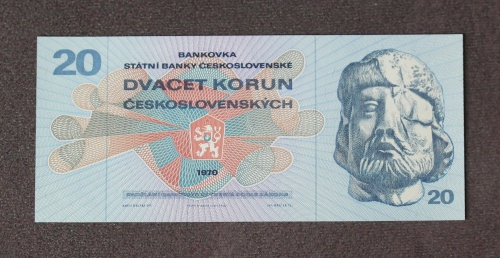 20
BANKOVKA
STÁTNÍ BANKY ČESKOSLOVENSKÉ
DVACET KORUN
ČESKOSLOVENSKÝCH
1970
20